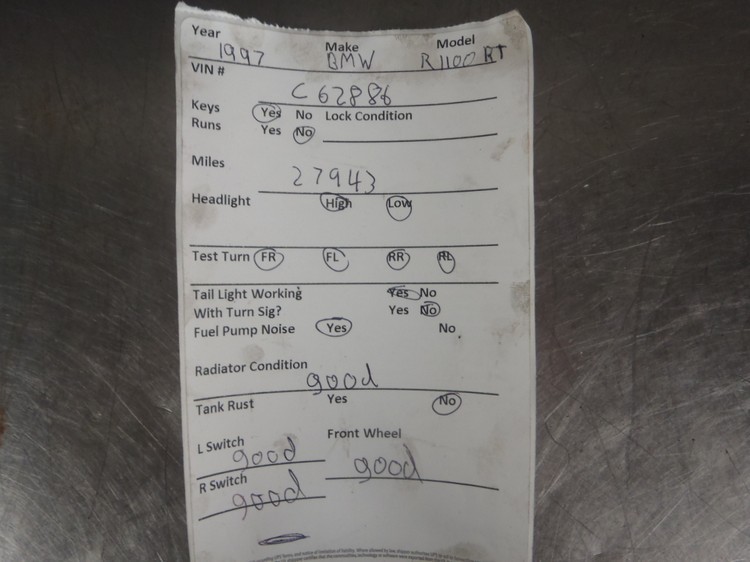 Year Make Model
1997 BMW R1100 RT
VIN #
C62886
Keys Yes No Lock Condition
Runs Yes No
Miles
27943
Headlight High Low
Test Turn FR FL RR RL
Tail Light Working Yes No
With Turn Sig? Yes No
Fuel Pump Noise Yes No
Radiator Condition
good
Tank Rust Yes No
L Switch Front Wheel
good good
R Switch
good